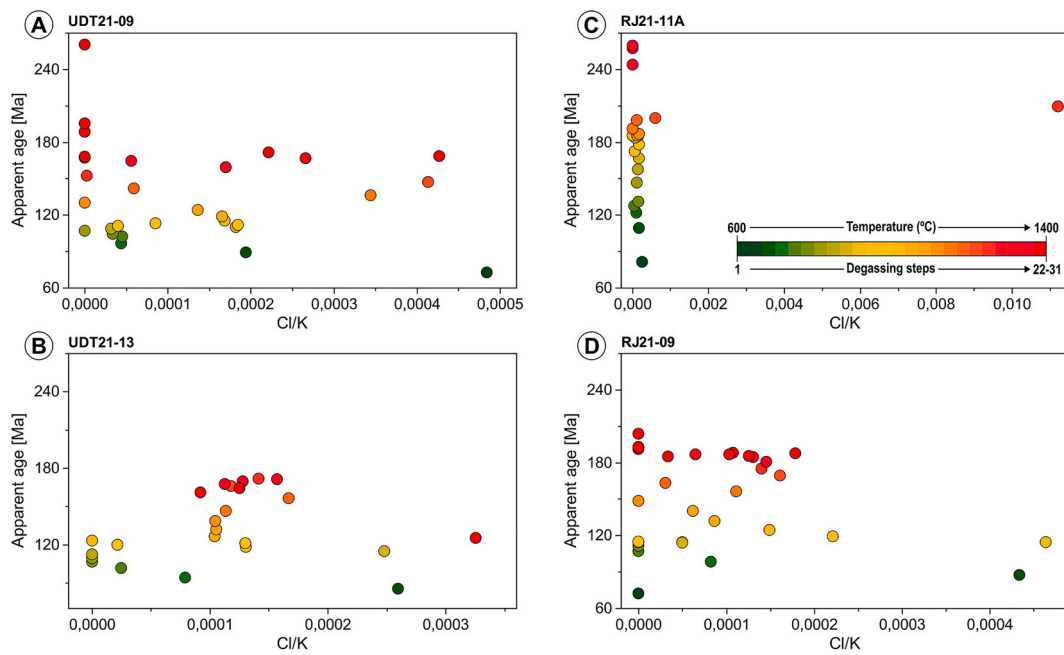 A UDT21-09
Apparent age [Ma]
240
180
120
60
0,0000 0,0001 0,0002 0,0003 0,0004 0,0005
Cl/K
C RJ21-11A
Apparent age [Ma]
240
180
120
60
600 Temperature (ºC) 1400
1 Degassing steps 22-31
0,000 0,002 0,004 0,006 0,008 0,010
Cl/K
B UDT21-13
Apparent age [Ma]
240
180
120
0,0000 0,0001 0,0002 0,0003
Cl/K
D RJ21-09
Apparent age [Ma]
240
180
120
60
0,0000 0,0001 0,0002 0,0003 0,0004
Cl/K